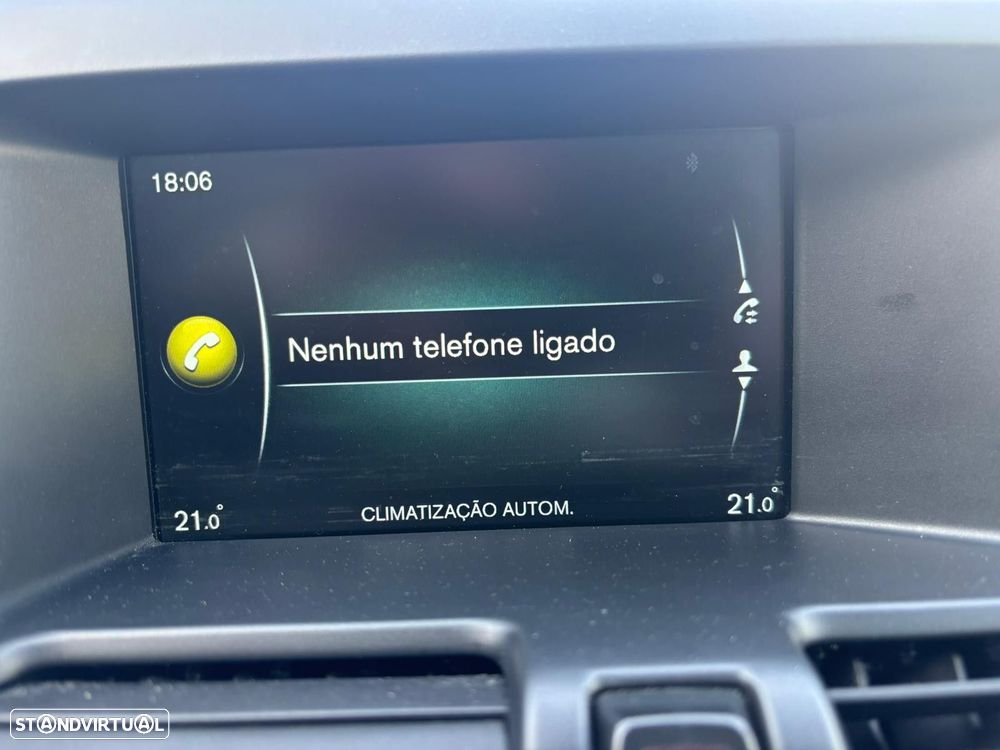 18:06
Nenhum telefone ligado
21.0°
CLIMATIZAÇÃO AUTOM.
21.0°
STANDVIRTUAL